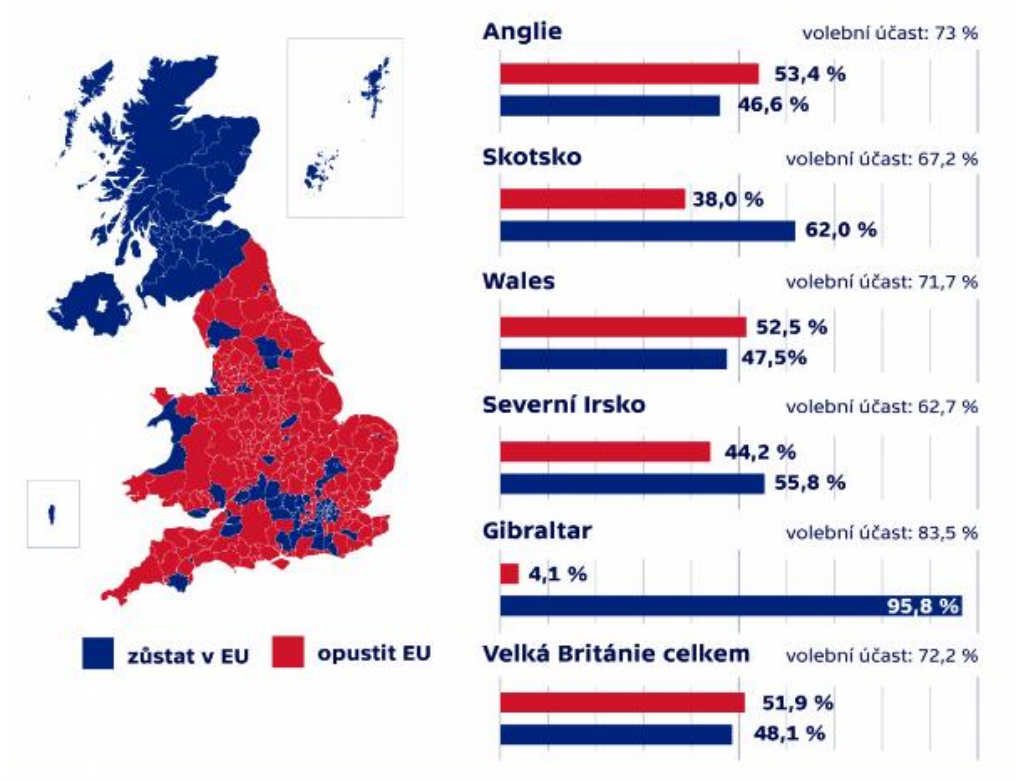 Anglie
volební účast: 73 %
53,4 %
46,6 %
Skotsko
volební účast: 67,2 %
38,0 %
62,0 %
Wales
volební účast: 71,7 %
52,5 %
47,5%
Severní Irsko
volební účast: 62,7 %
44,2 %
55,8 %
Gibraltar
volební účast: 83,5 %
4,1 %
95,8 %
Velká Británie celkem
volební účast: 72,2 %
51,9 %
48,1 %
zůstat v EU
opustit EU